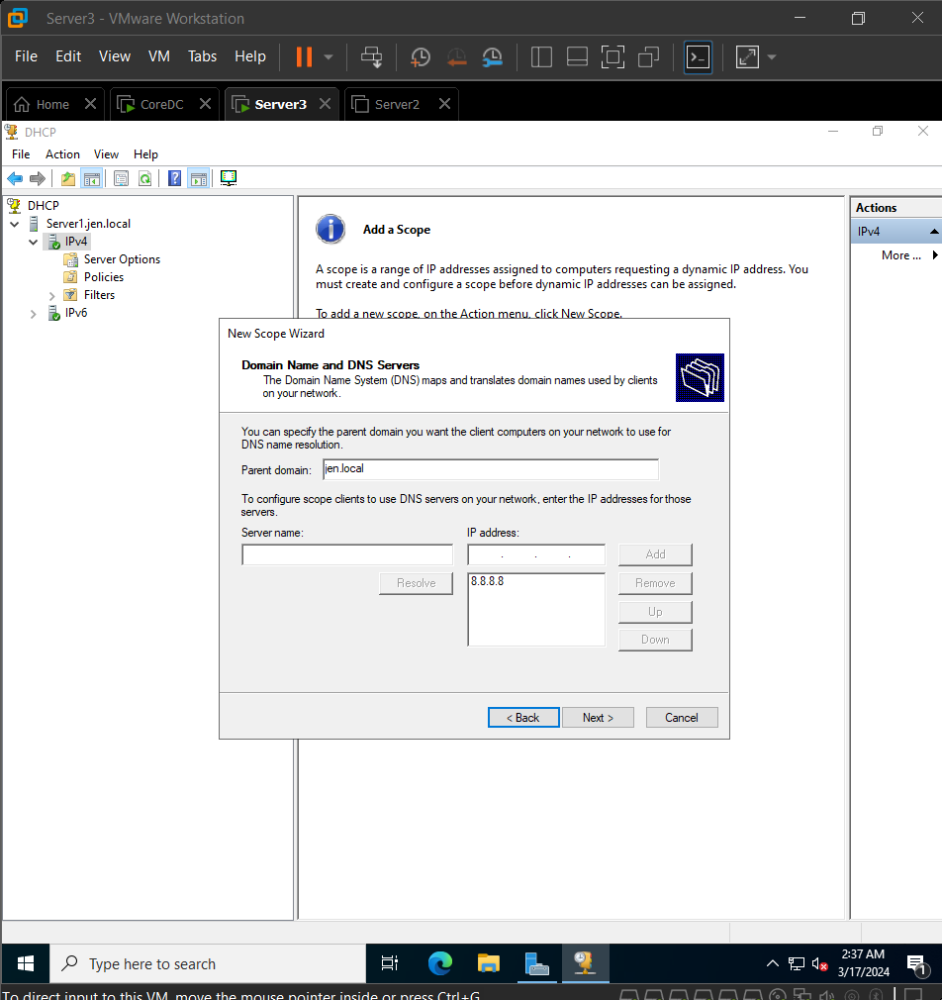 Server3 - VMware Workstation
File Edit View VM Tabs Help
Home CoreDC Server3 Server2
DHCP
File Action View Help
DHCP
Server1.jen.local
IPv4
Server Options
Policies
Filters
IPv6
Add a Scope
A scope is a range of IP addresses assigned to computers requesting a dynamic IP address. You
must create and configure a scope before dynamic IP addresses can be assigned.
To add a new scope, on the Action menu, click New Scope.
Actions
IPv4
More ...
New Scope Wizard
Domain Name and DNS Servers
The Domain Name System (DNS) maps and translates domain names used by clients
on your network.
You can specify the parent domain you want the client computers on your network to use for
DNS name resolution.
Parent domain: jen.local
To configure scope clients to use DNS servers on your network, enter the IP addresses for those
servers.
Server name: IP address:
. . . Add
Resolve 8.8.8.8 Remove
Up
Down
< Back Next > Cancel
Type here to search
2:37 AM
3/17/2024
1
To direct input to this VM, move the mouse pointer inside or press Ctrl+G.